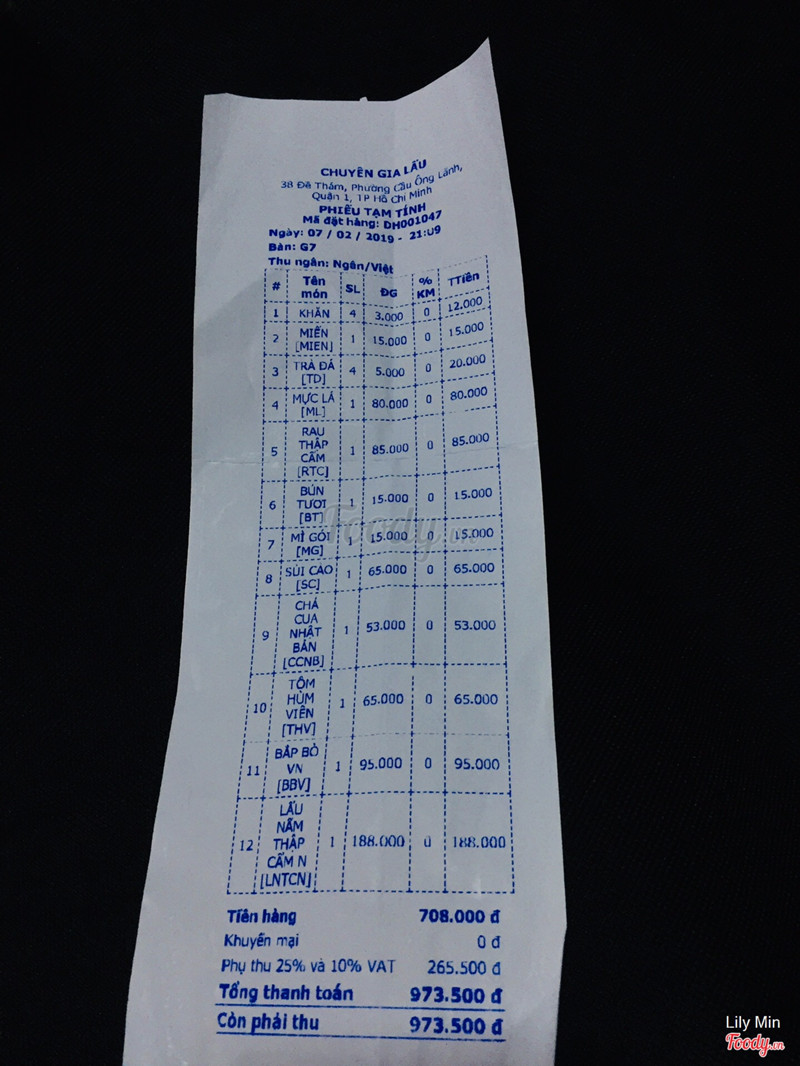 CHUYÊN GIA LẨU
38 Đề Thám, Phường Cầu Ông Lãnh,
Quận 1, TP Hồ Chí Minh
PHIẾU TẠM TÍNH
Mã đặt hàng: ĐH001047
Ngày: 07 / 02 / 2019 - 21:09
Bàn: G7
Thu ngân: Ngân/Việt
# Tên món SL ĐG % KM TTiền
1 KHĂN 4 3.000 0 12.000
2 MIẾN [MIEN] 1 15.000 0 15.000
3 TRÀ ĐÁ [TD] 4 5.000 0 20.000
4 MỰC LÁ [ML] 1 80.000 0 80.000
5 RAU THẬP CẨM [RTC] 1 85.000 0 85.000
6 BÚN TƯƠI [BT] 1 15.000 0 15.000
7 MÌ GÓI [MG] 1 15.000 0 15.000
8 SỦI CẢO [SC] 1 65.000 0 65.000
9 CHẢ CUA NHẬT BẢN [CCNB] 1 53.000 0 53.000
10 TÔM HÙM VIÊN [THV] 1 65.000 0 65.000
11 BẮP BÒ VN [BBV] 1 95.000 0 95.000
12 LẨU NẤM THẬP CẨM N [LNTCN] 1 188.000 0 188.000
Tiền hàng 708.000 đ
Khuyến mại 0 đ
Phụ thu 25% và 10% VAT 265.500 đ
Tổng thanh toán 973.500 đ
Còn phải thu 973.500 đ
Foody.vn
Lily Min
Foody.vn